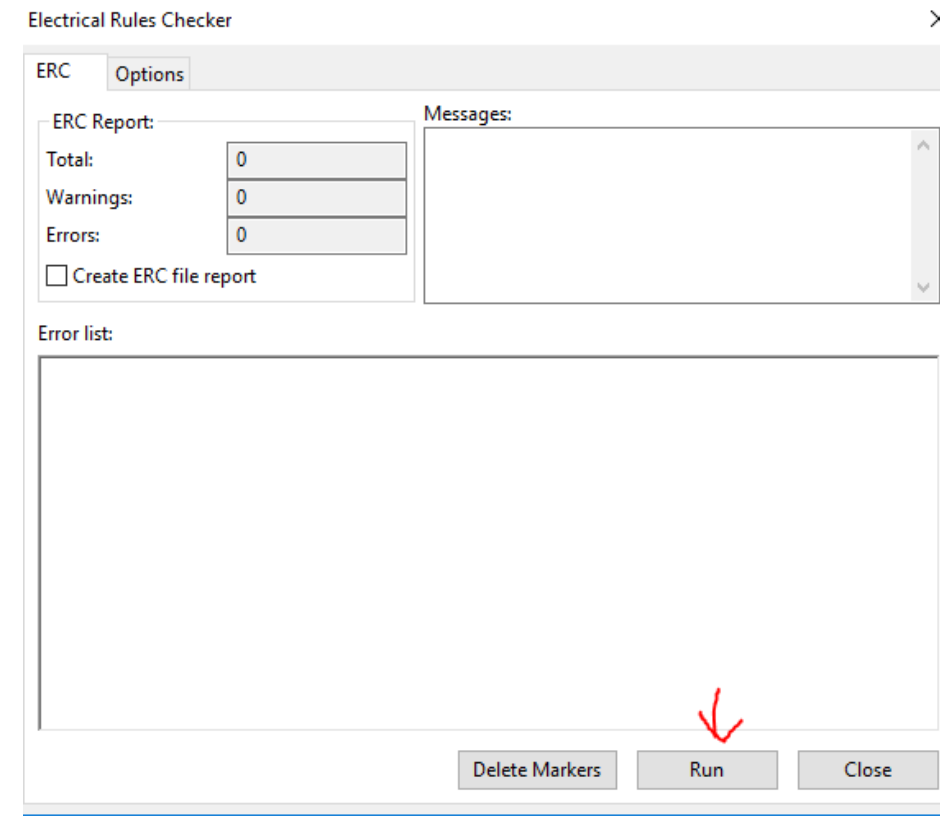 Electrical Rules Checker
ERC
Options
ERC Report:
Total:
0
Warnings:
0
Errors:
0
Create ERC file report
Messages:
Error list:
Delete Markers
Run
Close